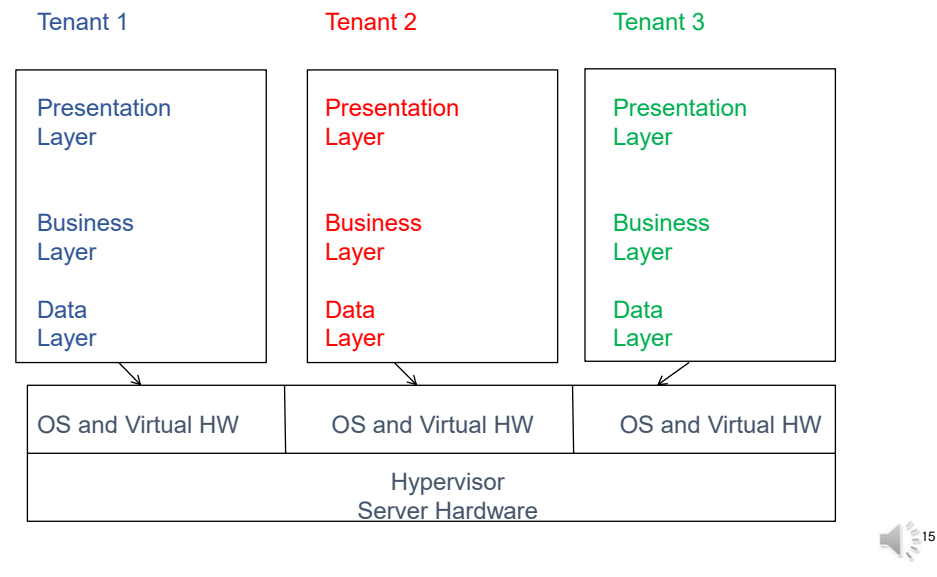 Tenant 1
Tenant 2
Tenant 3
Presentation
Layer
Business
Layer
Data
Layer
Presentation
Layer
Business
Layer
Data
Layer
Presentation
Layer
Business
Layer
Data
Layer
OS and Virtual HW
OS and Virtual HW
OS and Virtual HW
Hypervisor
Server Hardware
15